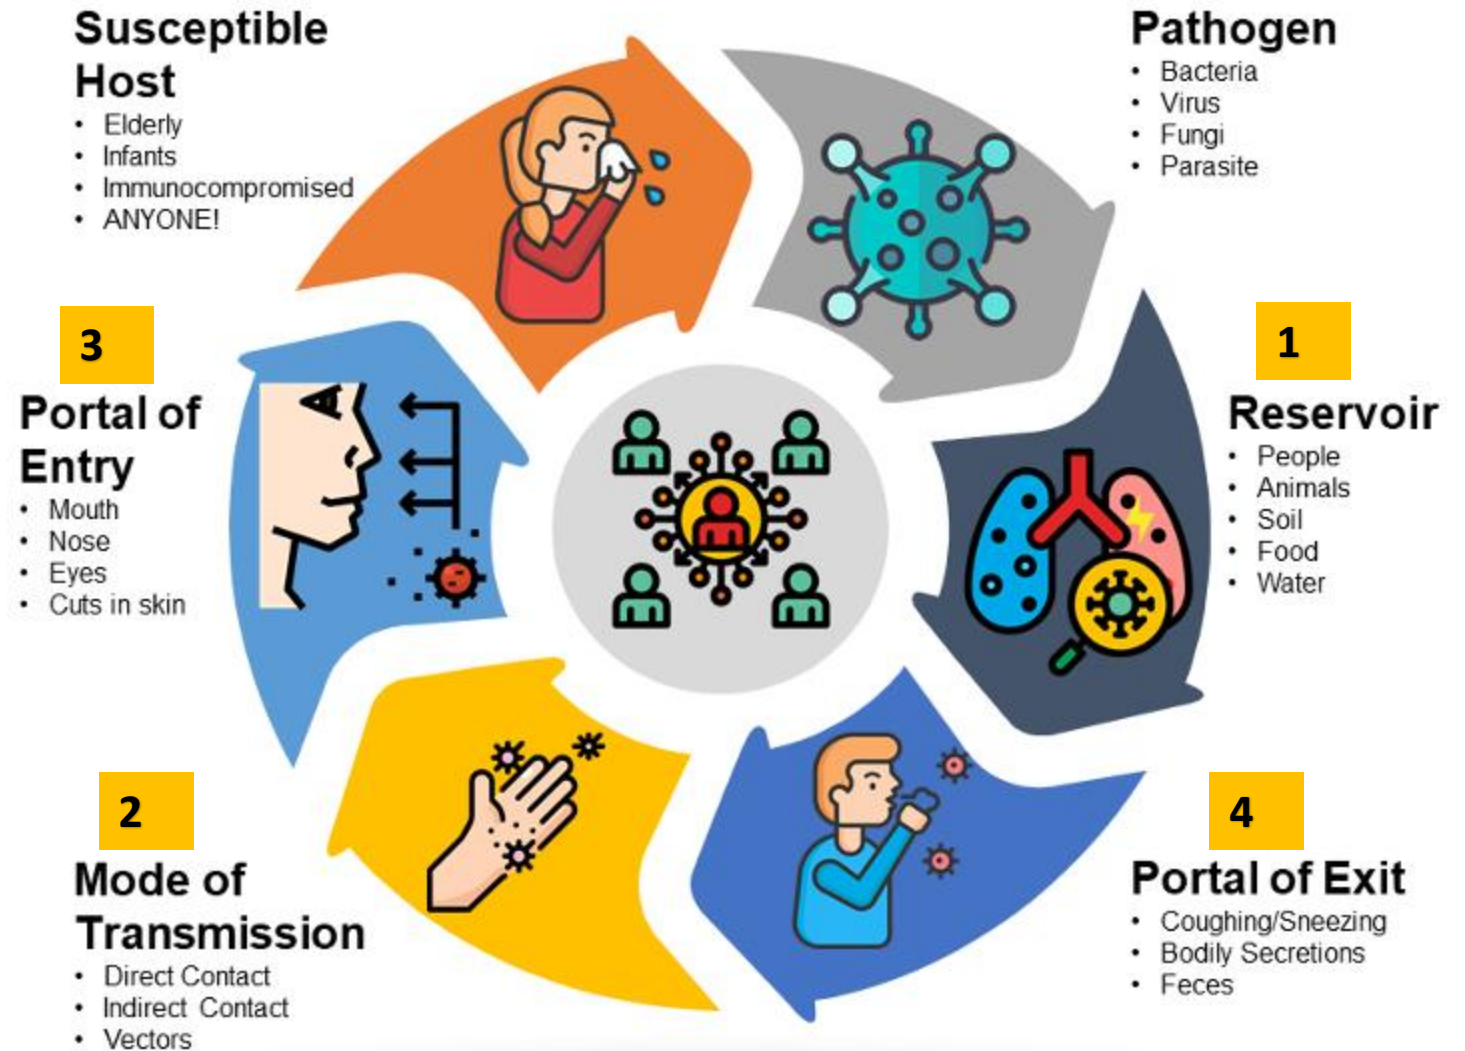 Susceptible
Host
• Elderly
• Infants
• Immunocompromised
• ANYONE!
Pathogen
• Bacteria
• Virus
• Fungi
• Parasite
1
Reservoir
• People
• Animals
• Soil
• Food
• Water
4
Portal of Exit
• Coughing/Sneezing
• Bodily Secretions
• Feces
2
Mode of
Transmission
• Direct Contact
• Indirect Contact
• Vectors
3
Portal of
Entry
• Mouth
• Nose
• Eyes
• Cuts in skin